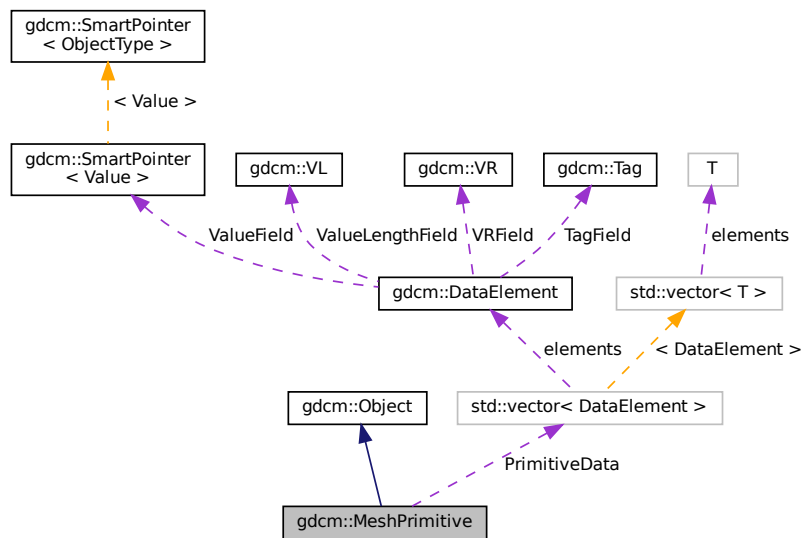 gdcm::SmartPointer
< ObjectType >
< Value >
gdcm::SmartPointer
< Value >
gdcm::VL
gdcm::VR
gdcm::Tag
T
ValueField
ValueLengthField
VRField
TagField
elements
gdcm::DataElement
std::vector< T >
elements
< DataElement >
gdcm::Object
std::vector< DataElement >
PrimitiveData
gdcm::MeshPrimitive